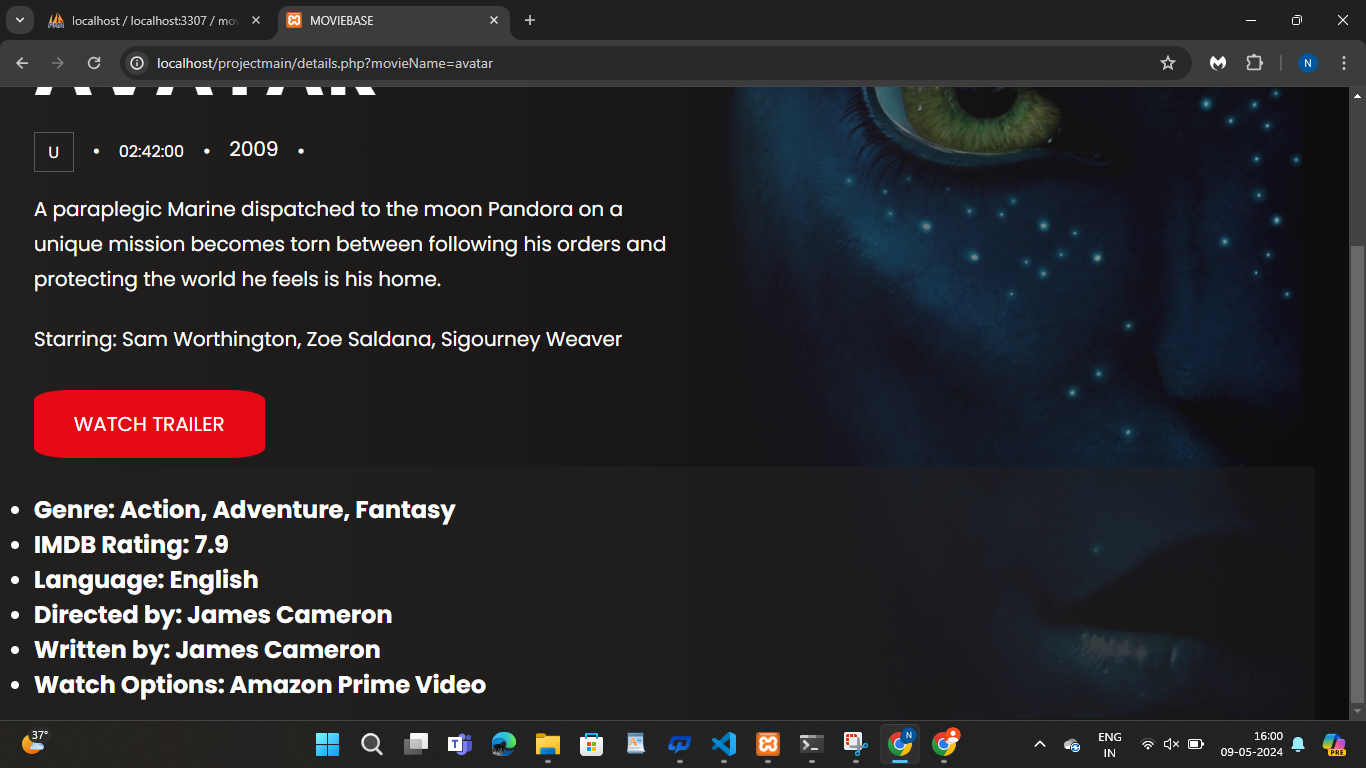 localhost / localhost:3307 / mov
MOVIEBASE
localhost/projectmain/details.php?movieName=avatar
N
AVATAR
U • 02:42:00 • 2009 •
A paraplegic Marine dispatched to the moon Pandora on a
unique mission becomes torn between following his orders and
protecting the world he feels is his home.
Starring: Sam Worthington, Zoe Saldana, Sigourney Weaver
WATCH TRAILER
• Genre: Action, Adventure, Fantasy
• IMDB Rating: 7.9
• Language: English
• Directed by: James Cameron
• Written by: James Cameron
• Watch Options: Amazon Prime Video
37°
N
ENG
IN
16:00
09-05-2024
PRE